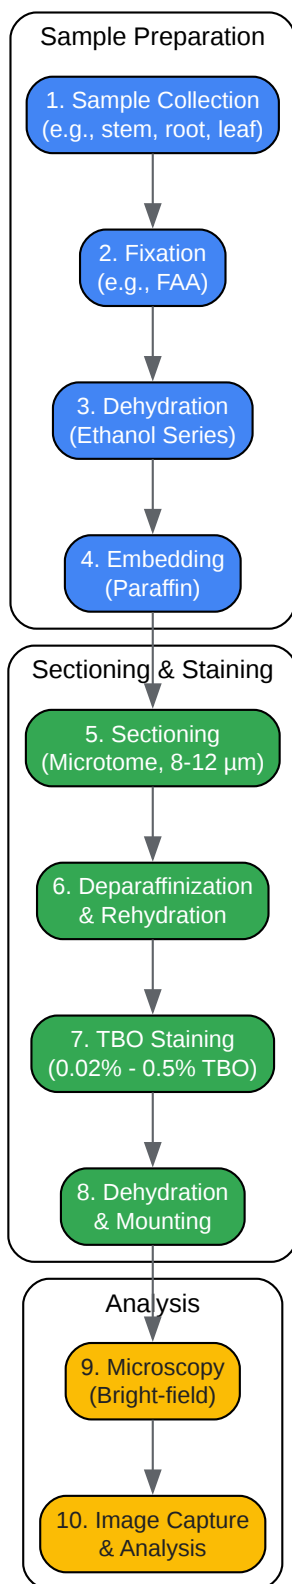 Sample Preparation
1. Sample Collection
(e.g., stem, root, leaf)
2. Fixation
(e.g., FAA)
3. Dehydration
(Ethanol Series)
4. Embedding
(Paraffin)
Sectioning & Staining
5. Sectioning
(Microtome, 8-12 µm)
6. Deparaffinization
& Rehydration
7. TBO Staining
(0.02% - 0.5% TBO)
8. Dehydration
& Mounting
Analysis
9. Microscopy
(Bright-field)
10. Image Capture
& Analysis